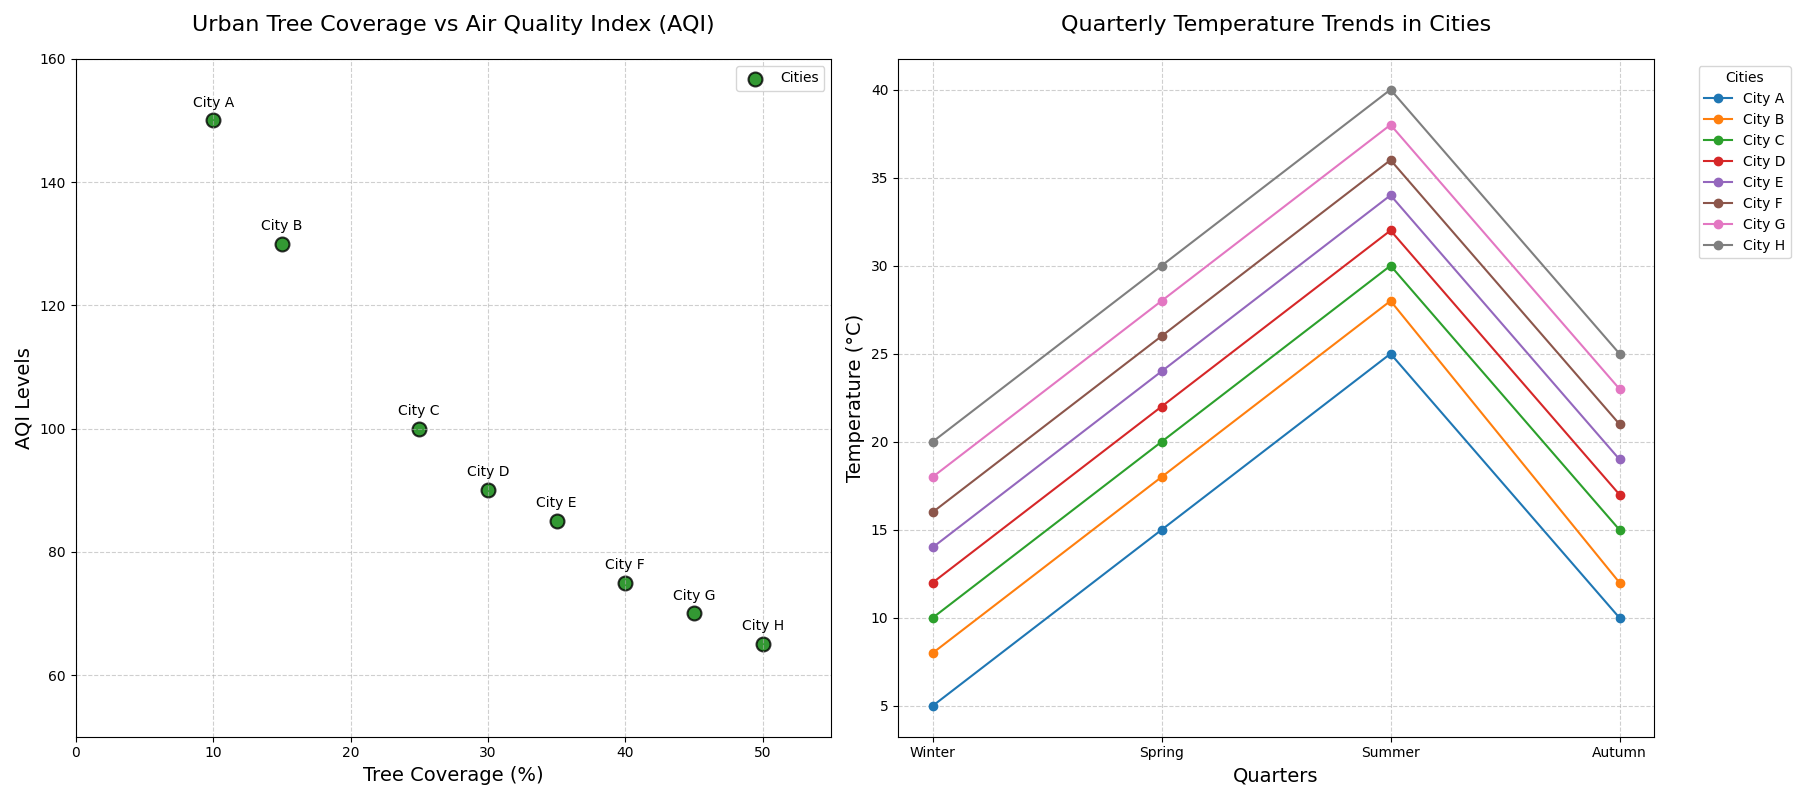 Urban Tree Coverage vs Air Quality Index (AQI)
160
140
120
100
80
60
AQI Levels
Cities
City A
City B
City C
City D
City E
City F
City G
City H
0 10 20 30 40 50
Tree Coverage (%)
Quarterly Temperature Trends in Cities
40
35
30
25
20
15
10
5
Temperature (°C)
Winter Spring Summer Autumn
Quarters
Cities
City A
City B
City C
City D
City E
City F
City G
City H